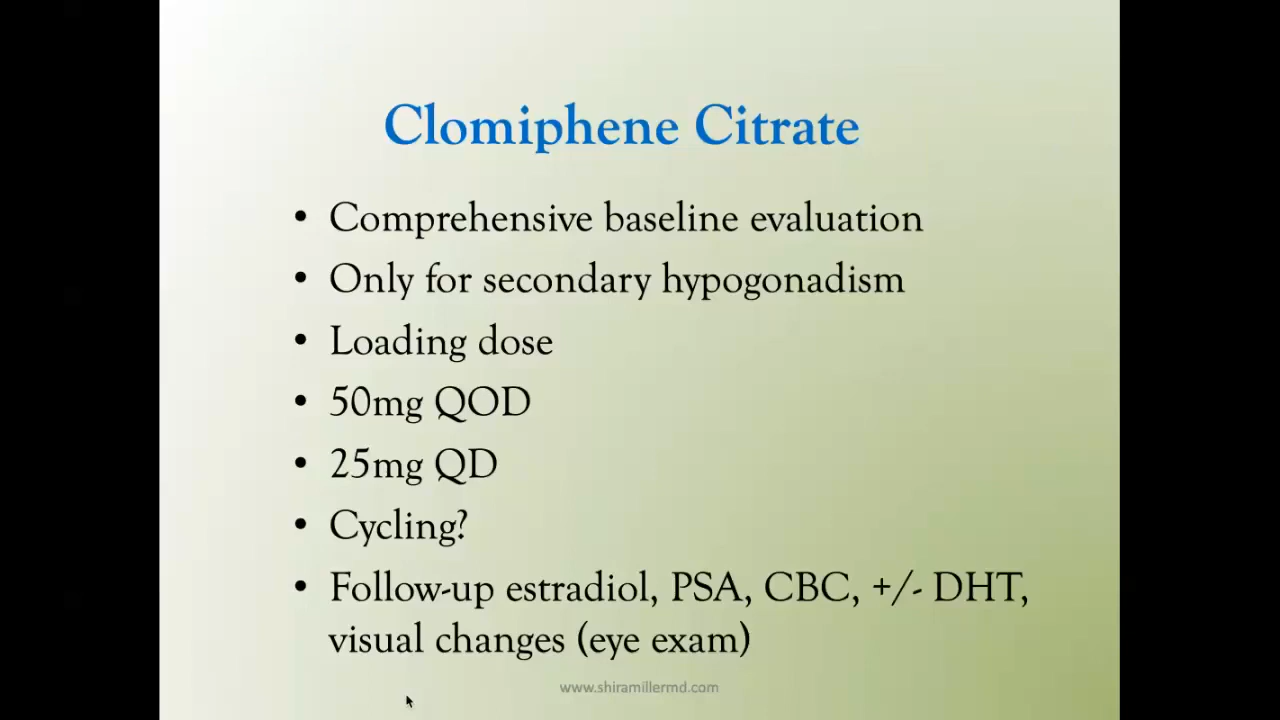 Clomiphene Citrate
• Comprehensive baseline evaluation
• Only for secondary hypogonadism
• Loading dose
• 50mg QOD
• 25mg QD
• Cycling?
• Follow-up estradiol, PSA, CBC, +/- DHT,
visual changes (eye exam)
www.shiramillermd.com